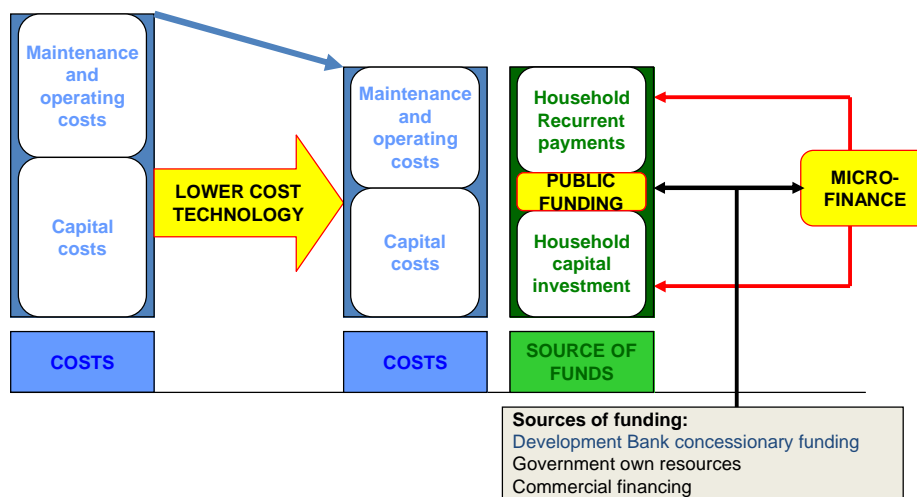 Maintenance
and
operating
costs
Capital
costs
LOWER COST
TECHNOLOGY
Maintenance
and
operating
costs
Capital
costs
Household
Recurrent
payments
PUBLIC
FUNDING
Household
capital
investment
MICRO-
FINANCE
COSTS
COSTS
SOURCE OF
FUNDS
Sources of funding:
Development Bank concessionary funding
Government own resources
Commercial financing